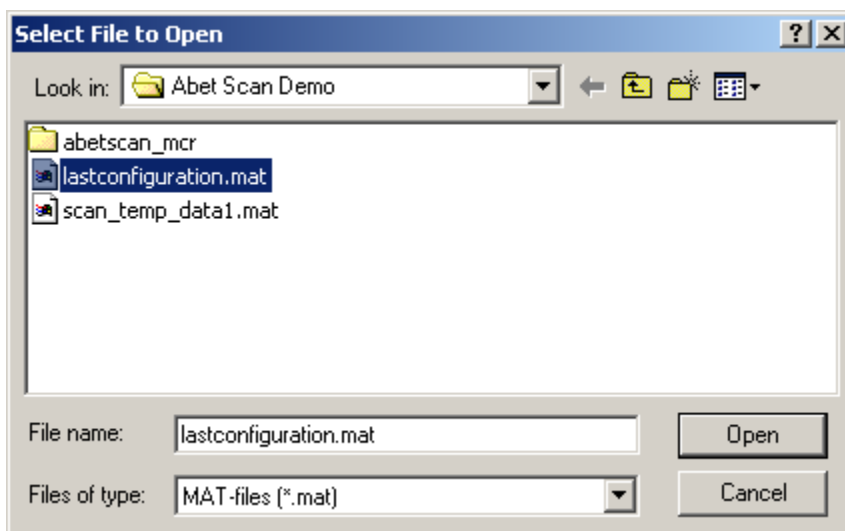 Select File to Open
Look in: Abet Scan Demo
abetscan_mcr
lastconfiguration.mat
scan_temp_data1.mat
File name: lastconfiguration.mat Open
Files of type: MAT-files (*.mat) Cancel